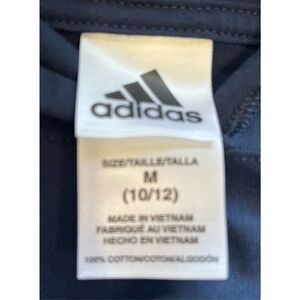 adidas
SIZE/TAILLE/TALLA
M
(10/12)
MADE IN VIETNAM
FABRIQUÉ AU VIETNAM
HECHO EN VIETNAM
100% COTTON/COTON/ALGODÓN